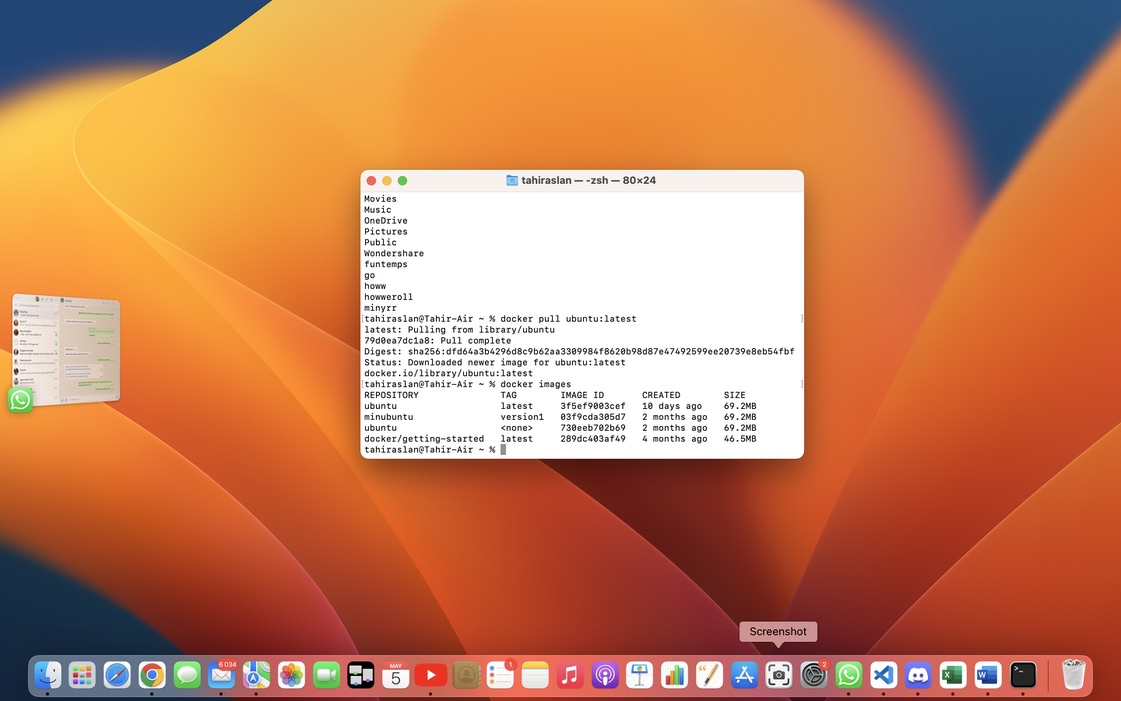 tahiraslan — -zsh — 80×24
Movies
Music
OneDrive
Pictures
Public
Wondershare
funtemps
go
howw
howweroll
minyrr
[tahiraslan@Tahir-Air ~ % docker pull ubuntu:latest ]
latest: Pulling from library/ubuntu
79d0ea7dc1a8: Pull complete
Digest: sha256:dfd64a3b4296d8c9b62aa3309984f8620b98d87e47492599ee20739e8eb54fbf
Status: Downloaded newer image for ubuntu:latest
docker.io/library/ubuntu:latest
[tahiraslan@Tahir-Air ~ % docker images ]
REPOSITORY TAG IMAGE ID CREATED SIZE
ubuntu latest 3f5ef9003cef 10 days ago 69.2MB
minubuntu version1 03f9cda305d7 2 months ago 69.2MB
ubuntu <none> 730eeb702b69 2 months ago 69.2MB
docker/getting-started latest 289dc403af49 4 months ago 46.5MB
tahiraslan@Tahir-Air ~ %
Screenshot
6 034
MAY
5
1
2
>_